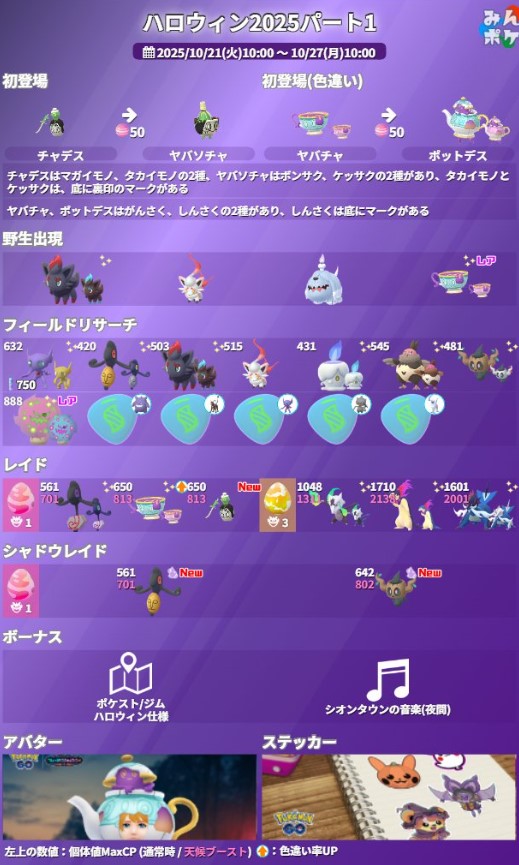 ハロウィン2025パート1
みん
ポケ
2025/10/21(火)10:00 ～ 10/27(月)10:00
初登場
初登場(色違い)
50
50
チャデス
ヤバソチャ
ヤバチャ
ポットデス
チャデスはマガイモノ、タカイモノの2種、ヤバソチャはボンサク、ケッサクの2種があり、タカイモノと
ケッサクは、底に裏印のマークがある
ヤバチャ、ポットデスはがんさく、しんさくの2種があり、しんさくは底にマークがある
野生出現
レア
フィールドリサーチ
632
420
503
515
431
545
481
750
888
レア
レイド
1
561
701
650
813
650
813
New
3
1048
1710
1601
2001
シャドウレイド
1
561
701
New
642
802
New
ボーナス
ポケスト/ジム
ハロウィン仕様
シオンタウンの音楽(夜間)
アバター
ステッカー
Pokémon
GO
Pokémon
GO
左上の数値：個体値MaxCP (通常時 / 天候ブースト) ：色違い率UP